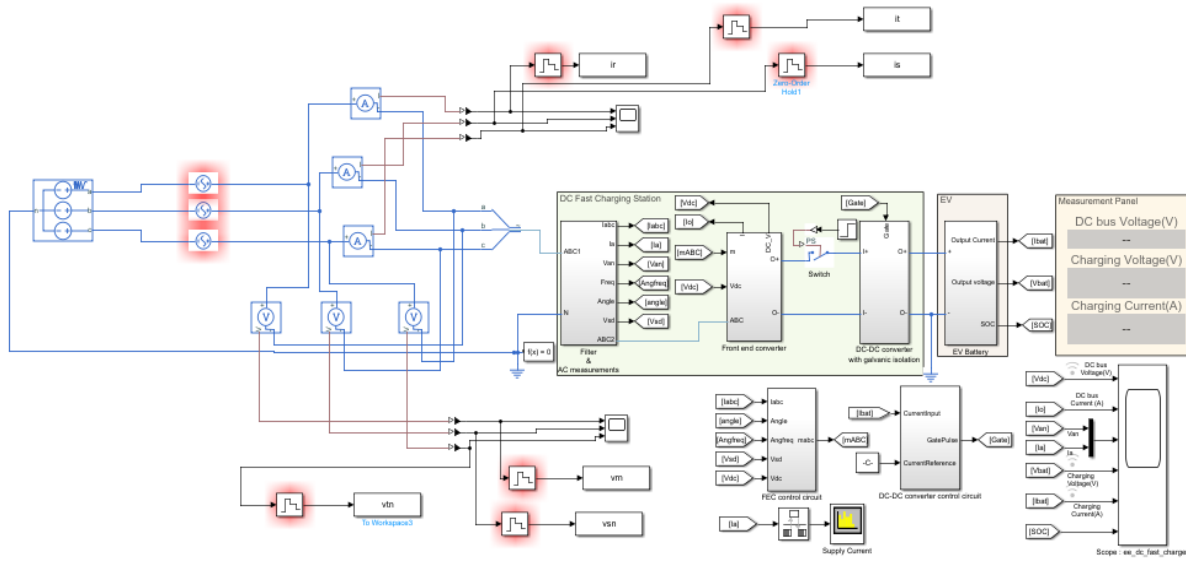 it
ir
is
Zero-Order
Hold1
A
A
A
n
a
b
c
a
b
c
V
V
V
f(x) = 0
DC Fast Charging Station
ABC1
N
Iabc
Ia
Van
Freq
Angle
Vsd
ABC2
Filter
&
AC measurements
[Iabc]
[Ia]
[Van]
[Angfreq]
[angle]
[Vsd]
[Vdc]
[Io]
[mABC]
[Vdc]
m
Vdc
ABC
DC_V
O+
O-
Front end converter
PS
Switch
[Gate]
Gate
I+
I-
O+
O-
DC-DC converter
with galvanic isolation
EV
+
-
Output Current
Output voltage
SOC
EV Battery
[Ibat]
[Vbat]
[SOC]
Measurement Panel
DC bus Voltage(V)
--
Charging Voltage(V)
--
Charging Current(A)
--
[Iabc]
[angle]
[Angfreq]
[Vsd]
[Vdc]
Iabc
Angle
Angfreq
mabc
Vsd
Vdc
[mABC]
FEC control circuit
[Ibat]
-C-
CurrentInput
GatePulse
CurrentReference
[Gate]
DC-DC converter control circuit
[Ia]
Supply Current
[Vdc]
[Io]
[Van]
[Ia]
[Vbat]
[Ibat]
[SOC]
DC bus
Voltage(V)
DC bus
Current (A)
Van
Ia
Charging
Voltage(V)
Charging
Current(A)
Scope : ee_dc_fast_charge
vtn
To Workspace3
vrn
vsn